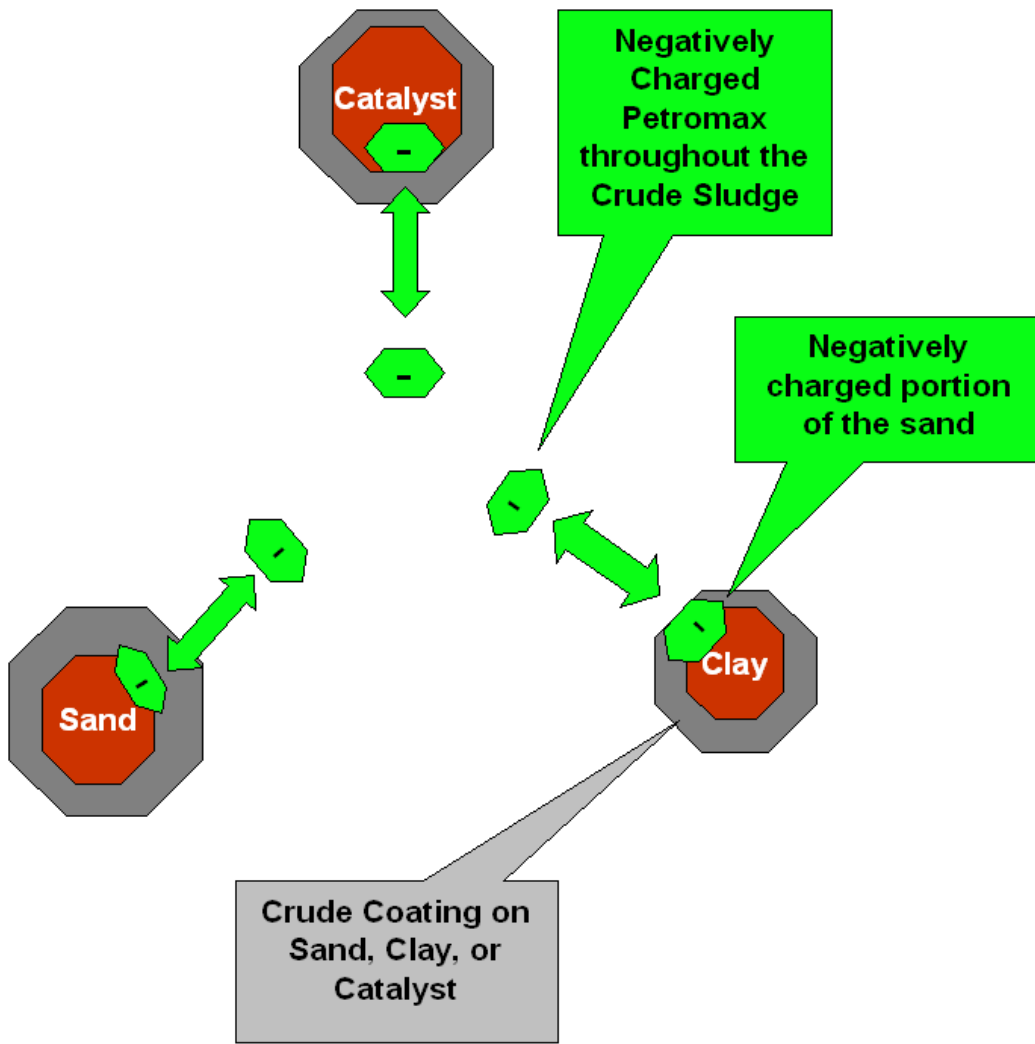 Catalyst
-
Negatively
Charged
Petromax
throughout the
Crude Sludge
-
Negatively
charged portion
of the sand
-
-
-
Clay
-
Sand
Crude Coating on
Sand, Clay, or
Catalyst